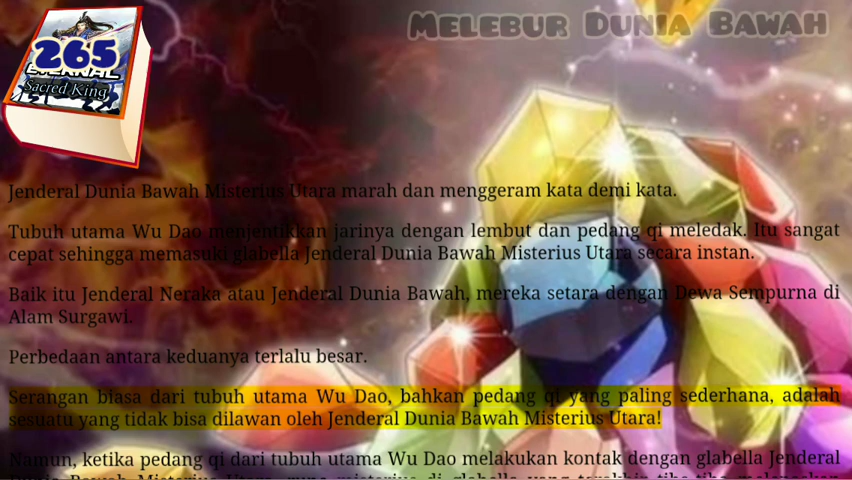 Melebur Dunia Bawah
265
ETERNAL
Sacred King
Jenderal Dunia Bawah Misterius Utara marah dan menggeram kata demi kata.
Tubuh utama Wu Dao menjentikkan jarinya dengan lembut dan pedang qi meledak. Itu sangat
cepat sehingga memasuki glabella Jenderal Dunia Bawah Misterius Utara secara instan.
Baik itu Jenderal Neraka atau Jenderal Dunia Bawah, mereka setara dengan Dewa Sempurna di
Alam Surgawi.
Perbedaan antara keduanya terlalu besar.
Serangan biasa dari tubuh utama Wu Dao, bahkan pedang qi yang paling sederhana, adalah
sesuatu yang tidak bisa dilawan oleh Jenderal Dunia Bawah Misterius Utara!
Namun, ketika pedang qi dari tubuh utama Wu Dao melakukan kontak dengan glabella Jenderal